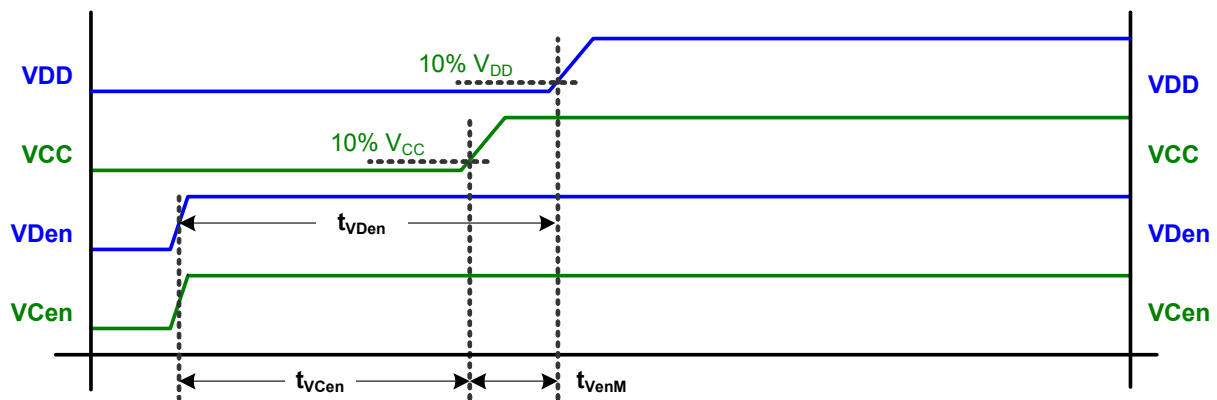 10% VDD
VDD
VDD
10% VCC
VCC
VCC
tVDen
VDen
VDen
VCen
VCen
tVCen
tVenM